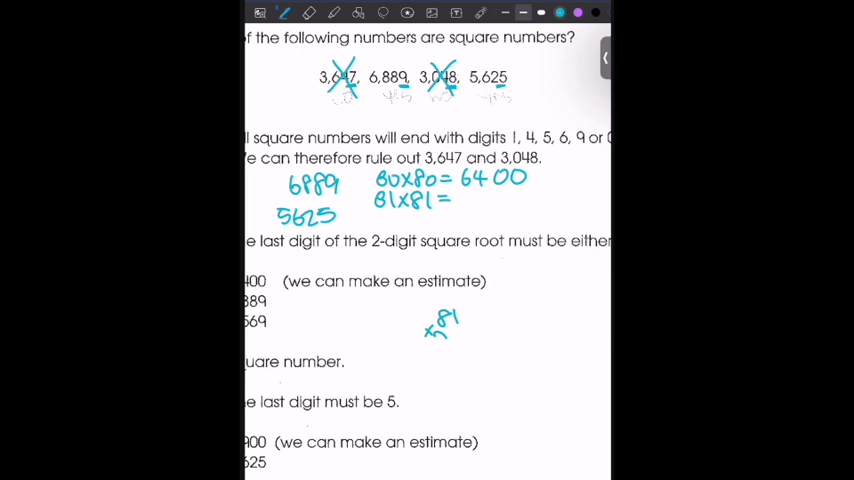 f the following numbers are square numbers?
3,647, 6,889, 3,048, 5,625
l square numbers will end with digits 1, 4, 5, 6, 9 or 0
e can therefore rule out 3,647 and 3,048.
6889 80x80= 6400
5625 81x81=
e last digit of the 2-digit square root must be either
400 (we can make an estimate)
889
569
81
x
uare number.
e last digit must be 5.
900 (we can make an estimate)
625